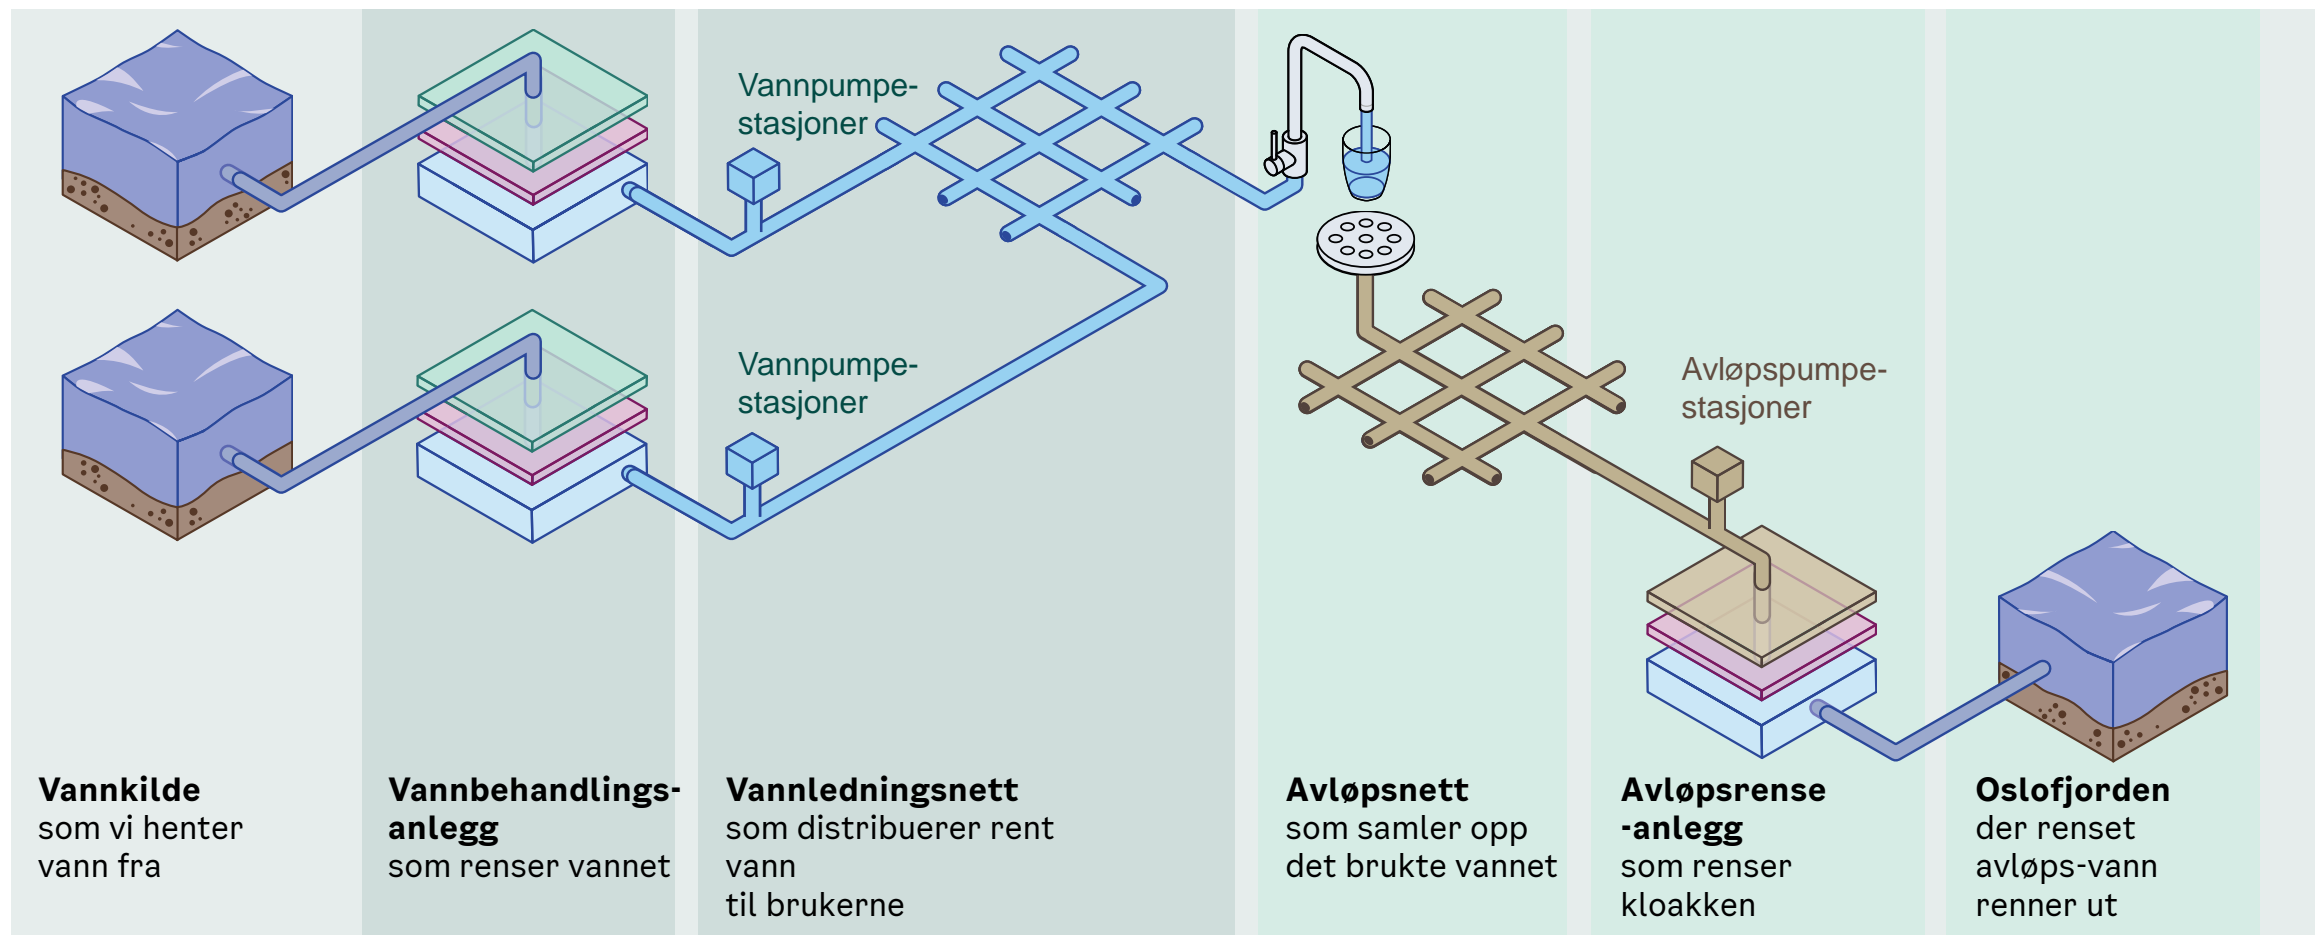 Vannpumpe-
stasjoner
Vannpumpe-
stasjoner
Avløpspumpe-
stasjoner
Vannkilde
som vi henter
vann fra
Vannbehandlings-
anlegg
som renser vannet
Vannledningsnett
som distribuerer rent
vann
til brukerne
Avløpsnett
som samler opp
det brukte vannet
Avløpsrense
-anlegg
som renser
kloakken
Oslofjorden
der renset
avløps-vann
renner ut